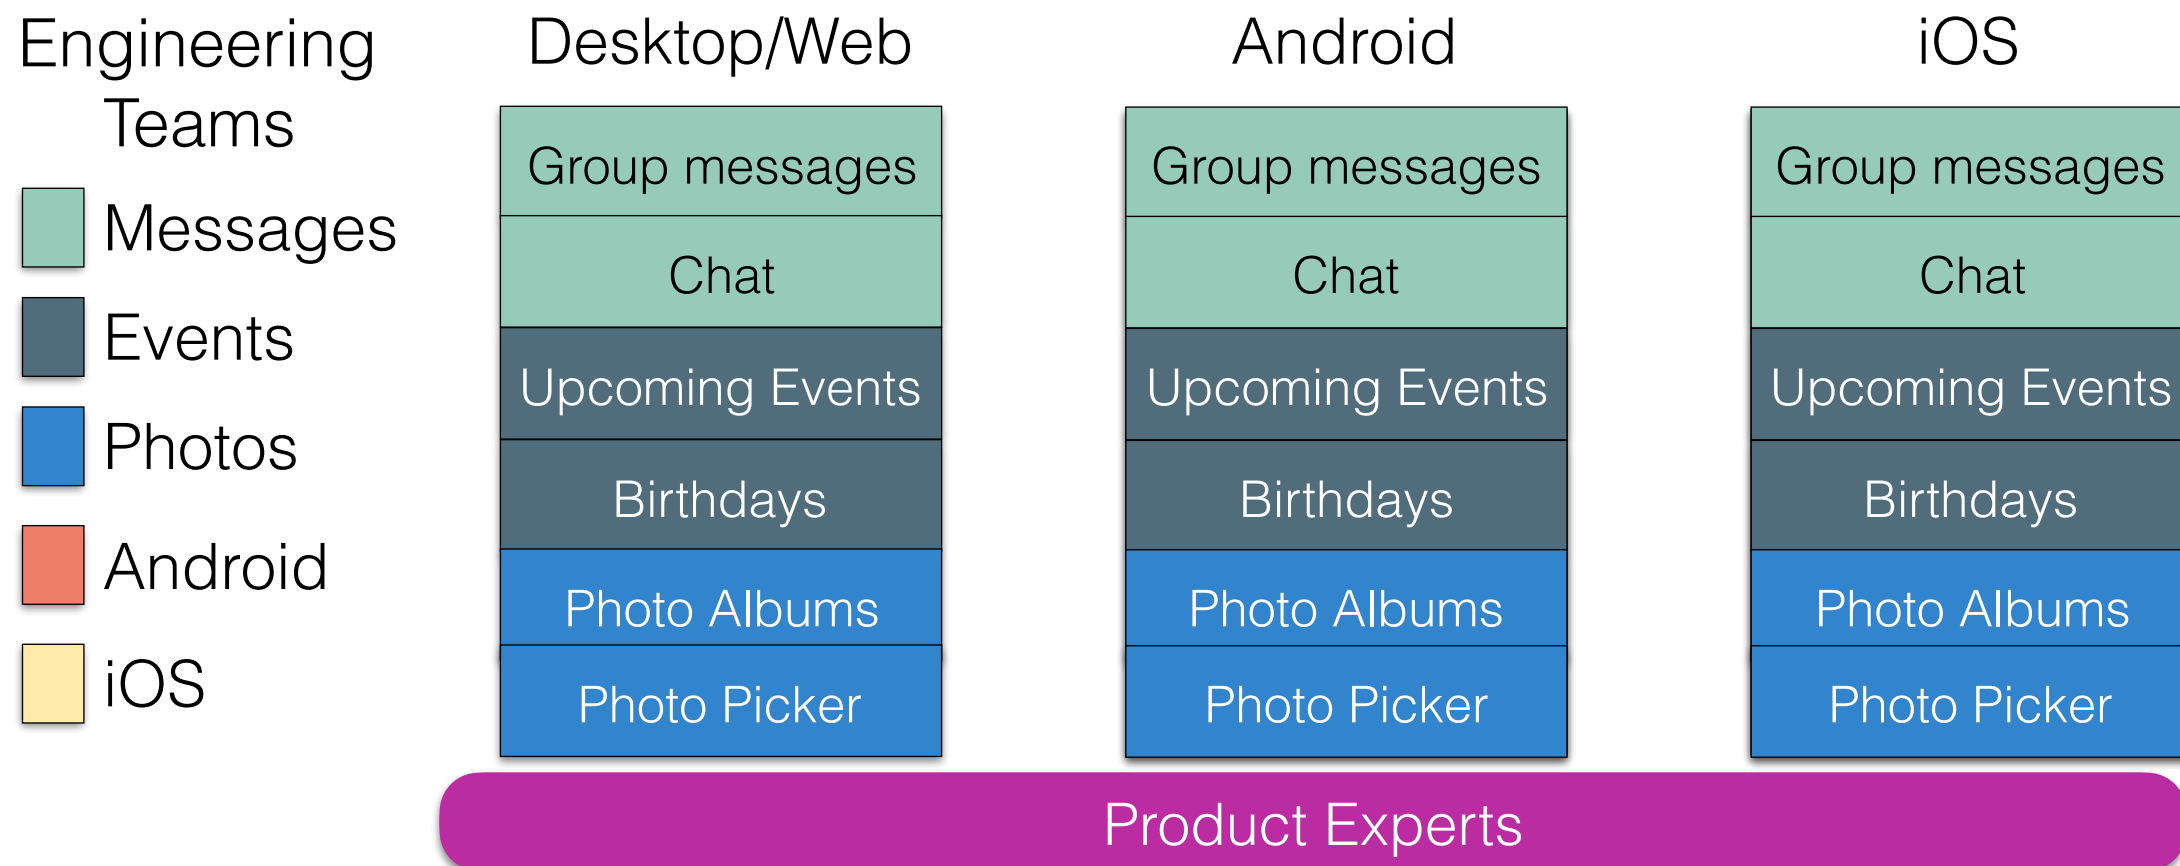 Engineering
Teams
Messages
Events
Photos
Android
iOS
Desktop/Web
Group messages
Chat
Upcoming Events
Birthdays
Photo Albums
Photo Picker
Android
Group messages
Chat
Upcoming Events
Birthdays
Photo Albums
Photo Picker
iOS
Group messages
Chat
Upcoming Events
Birthdays
Photo Albums
Photo Picker
Product Experts